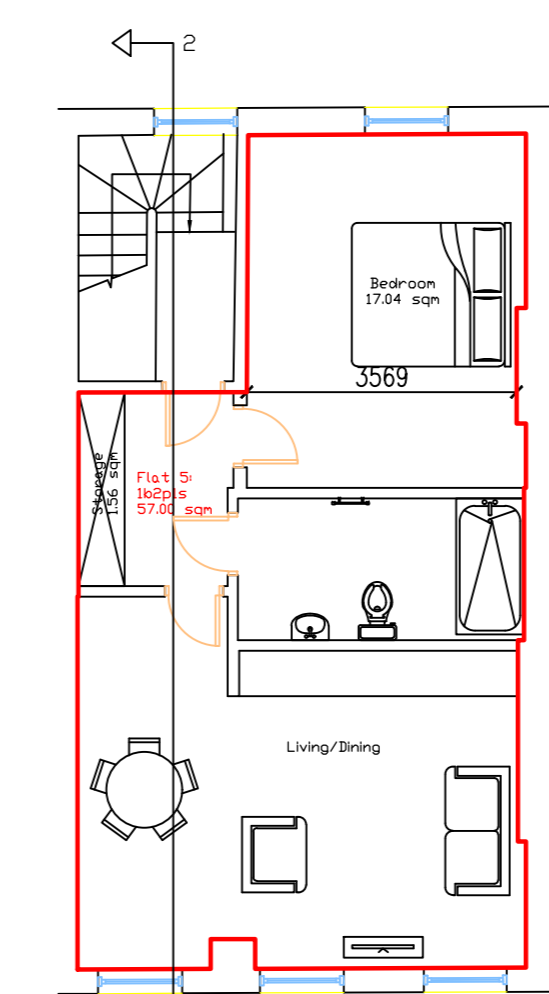 2
Bedroom
17.04 sqm
3569
Storage
1.56 sqm
Flat 5:
1b2p1s
57.00 sqm
Living/Dining